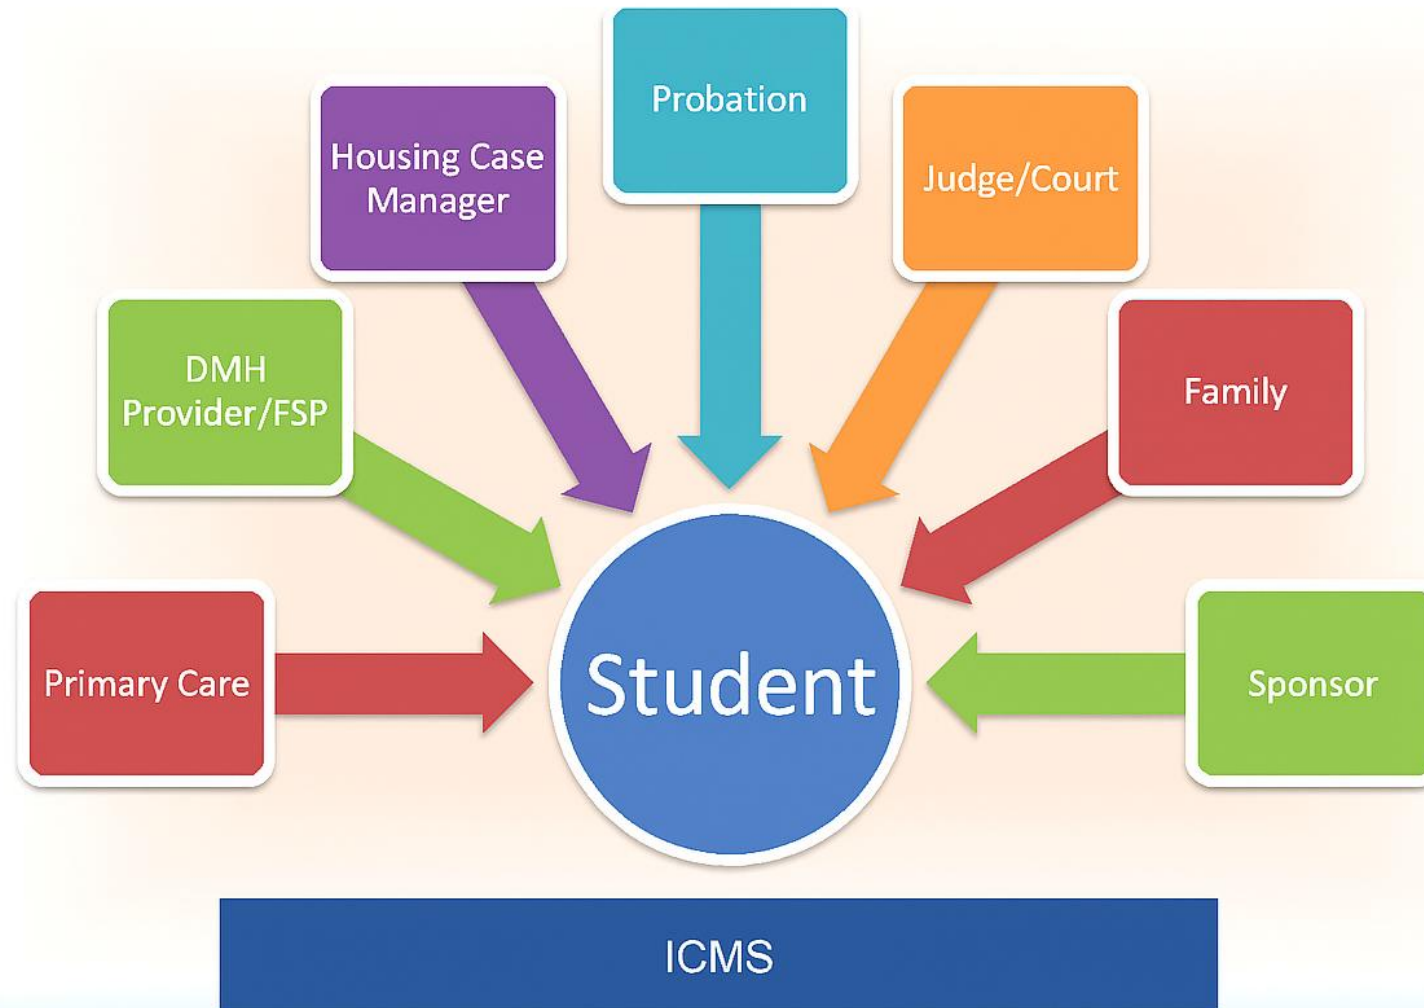 Probation
Housing Case
Manager
Judge/Court
DMH
Provider/FSP
Family
Primary Care
Student
Sponsor
ICMS